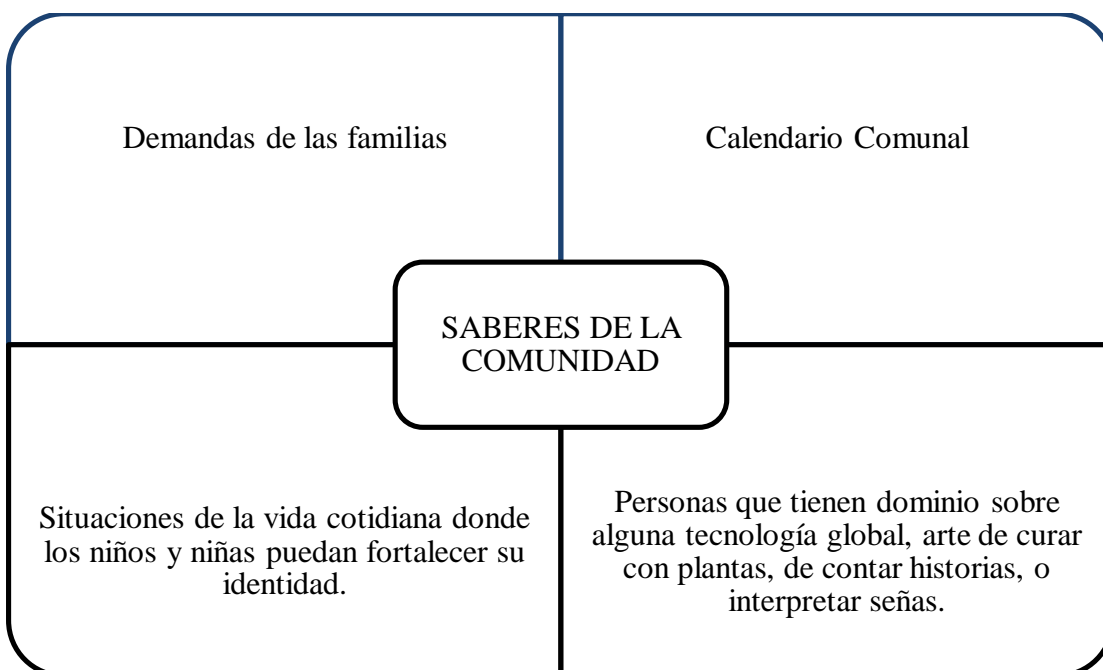 Demandas de las familias
Calendario Comunal
SABERES DE LA
COMUNIDAD
Situaciones de la vida cotidiana donde
los niños y niñas puedan fortalecer su
identidad.
Personas que tienen dominio sobre
alguna tecnología global, arte de curar
con plantas, de contar historias, o
interpretar señas.